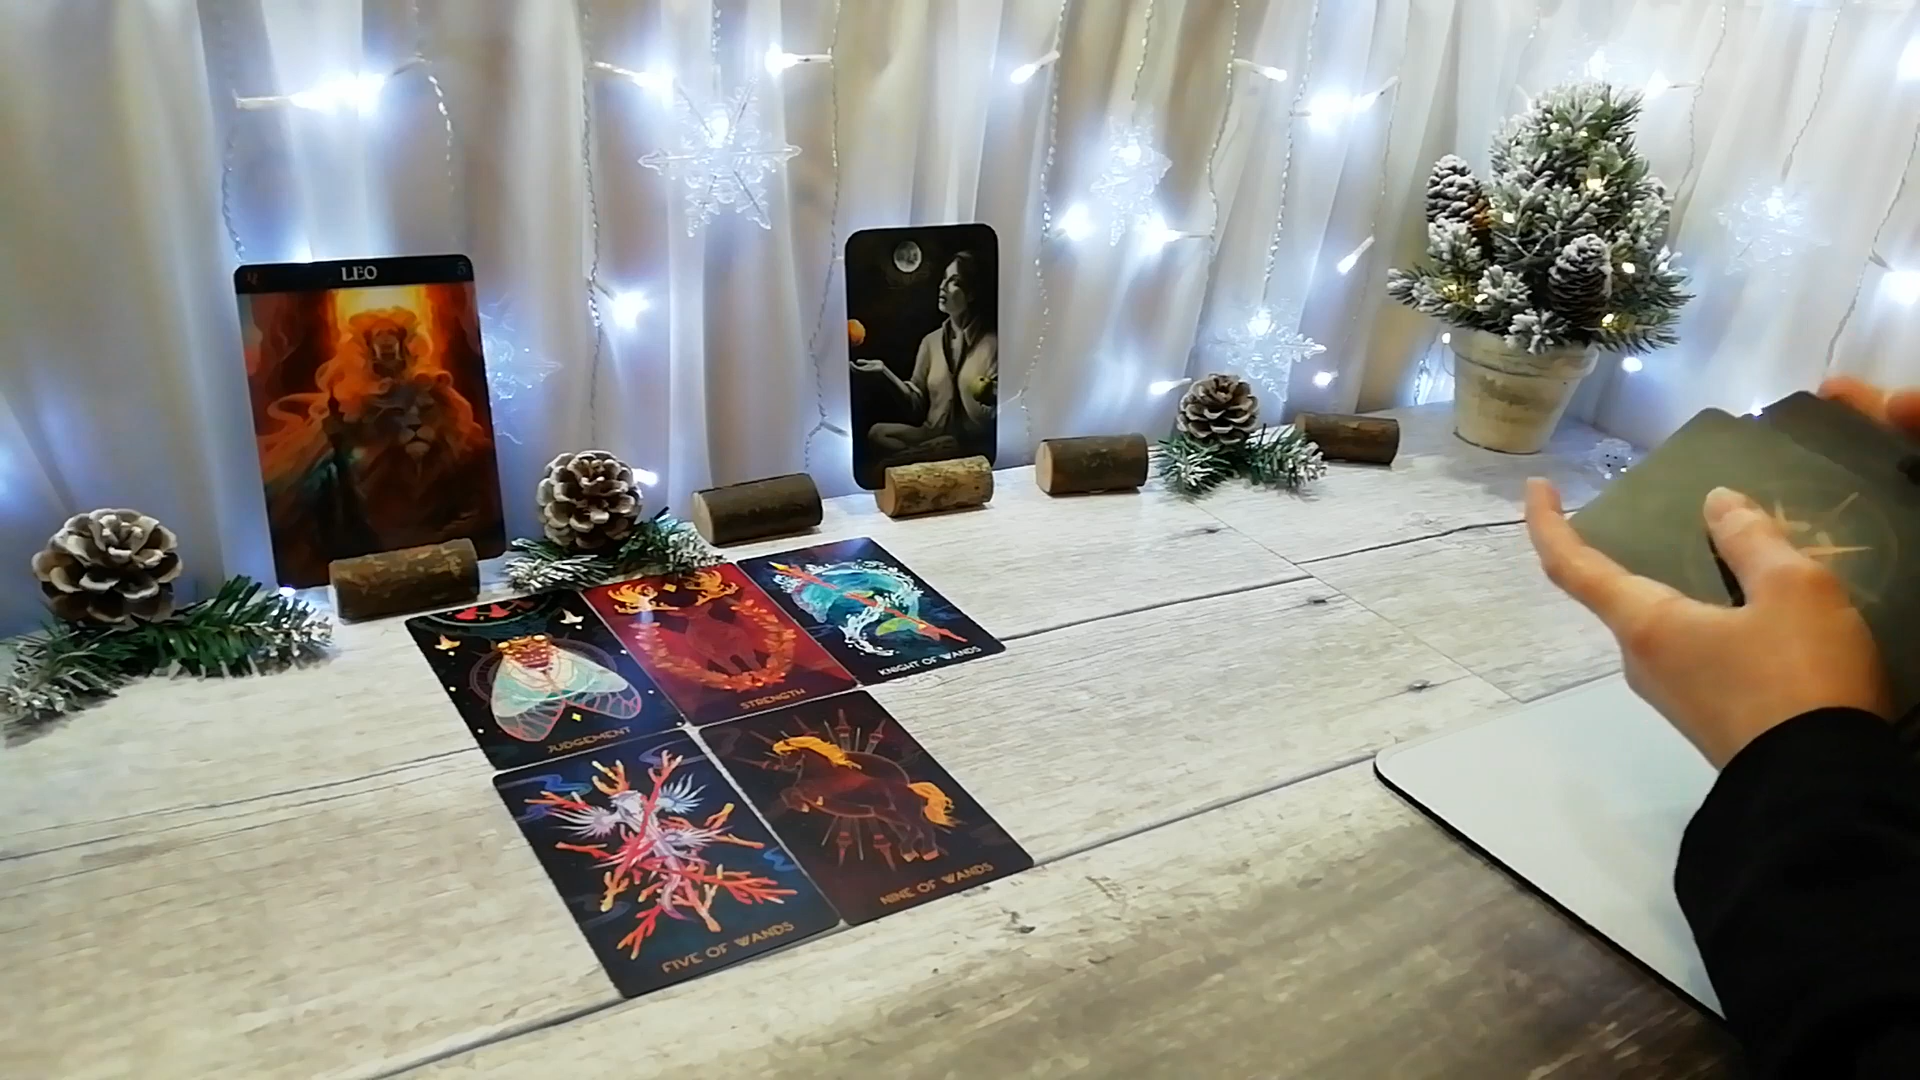 LEO
JUDGEMENT
STRENGTH
KNIGHT OF WANDS
FIVE OF WANDS
NINE OF WANDS